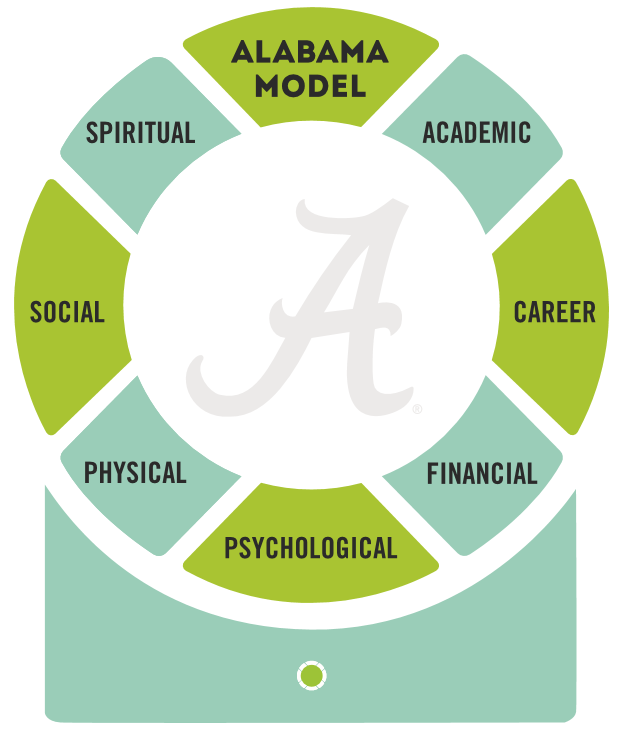 ALABAMA
MODEL
ACADEMIC
CAREER
FINANCIAL
PSYCHOLOGICAL
PHYSICAL
SOCIAL
SPIRITUAL
A
®